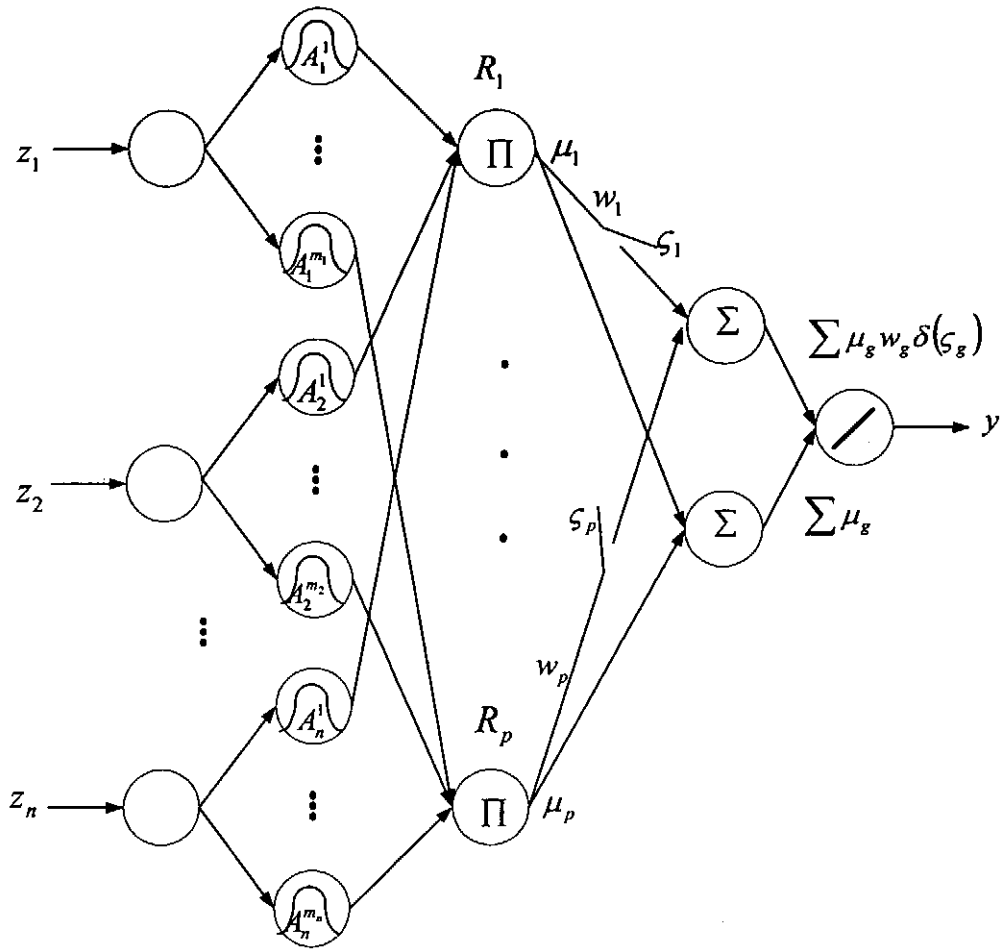 A_1^1
R_1
z_1
Π
μ_1
w_1
ς_1
A_1^{m_1}
Σ
∑ μ_g w_g δ(ς_g)
A_2^1
y
z_2
ς_p
Σ
∑ μ_g
A_2^{m_2}
w_p
A_n^1
R_p
z_n
Π
μ_p
A_n^{m_n}